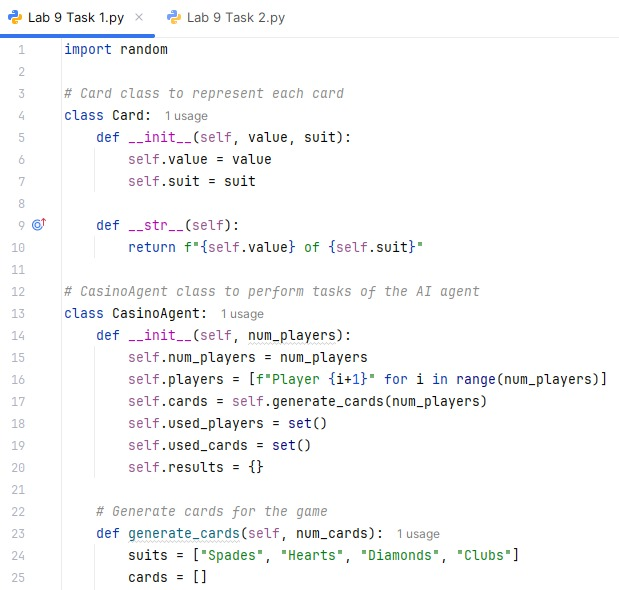 Lab 9 Task 1.py × Lab 9 Task 2.py
1 import random
2
3 # Card class to represent each card
4 class Card: 1 usage
5     def __init__(self, value, suit):
6         self.value = value
7         self.suit = suit
8
9     def __str__(self):
10         return f"{self.value} of {self.suit}"
11
12 # CasinoAgent class to perform tasks of the AI agent
13 class CasinoAgent: 1 usage
14     def __init__(self, num_players):
15         self.num_players = num_players
16         self.players = [f"Player {i+1}" for i in range(num_players)]
17         self.cards = self.generate_cards(num_players)
18         self.used_players = set()
19         self.used_cards = set()
20         self.results = {}
21
22     # Generate cards for the game
23     def generate_cards(self, num_cards): 1 usage
24         suits = ["Spades", "Hearts", "Diamonds", "Clubs"]
25         cards = []